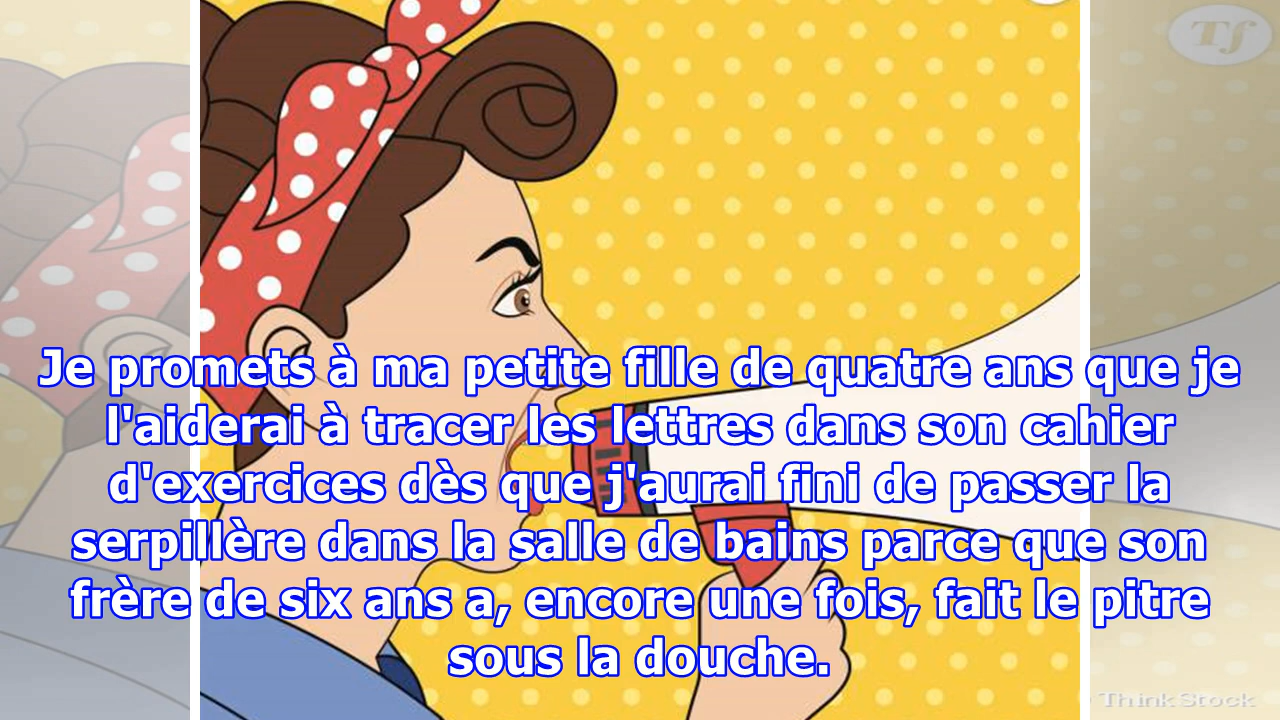 Tf
Je promets à ma petite fille de quatre ans que je
l'aiderai à tracer les lettres dans son cahier
d'exercices dès que j'aurai fini de passer la
serpillère dans la salle de bains parce que son
frère de six ans a, encore une fois, fait le pitre
sous la douche.
ThinkStock